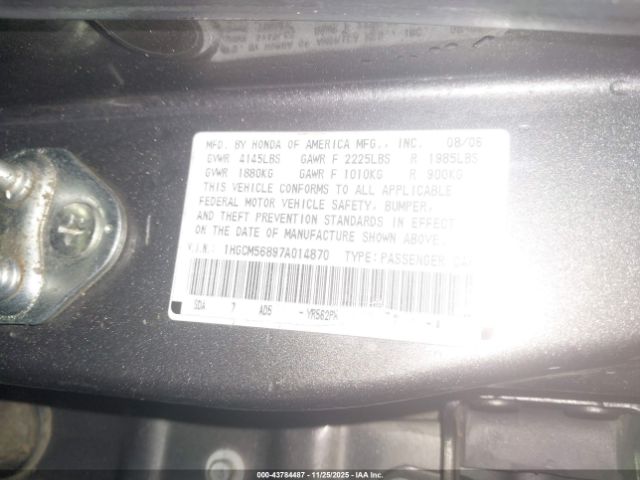 MFD. BY HONDA OF AMERICA MFG., INC. 08/06
GVWR 4145LBS GAWR F 2225LBS R 1985LBS
GVWR 1880KG GAWR F 1010KG R 900KG
THIS VEHICLE CONFORMS TO ALL APPLICABLE
FEDERAL MOTOR VEHICLE SAFETY, BUMPER,
AND THEFT PREVENTION STANDARDS IN EFFECT
ON THE DATE OF MANUFACTURE SHOWN ABOVE.
V.I.N.: 1HGCM56897A014870 TYPE:PASSENGER CAR
SDA 7 AD5 - YR562PX
© 000-43784487 - 11/25/2025 - IAA Inc.